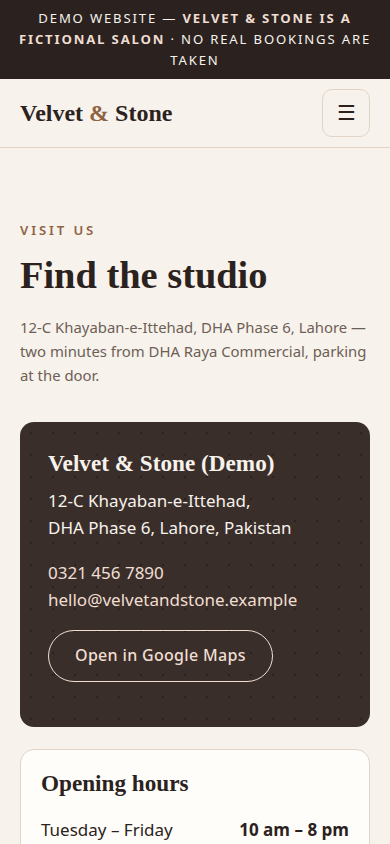 DEMO WEBSITE — VELVET & STONE IS A
FICTIONAL SALON · NO REAL BOOKINGS ARE
TAKEN
Velvet & Stone
☰
VISIT US
Find the studio
12-C Khayaban-e-Ittehad, DHA Phase 6, Lahore —
two minutes from DHA Raya Commercial, parking
at the door.
Velvet & Stone (Demo)
12-C Khayaban-e-Ittehad,
DHA Phase 6, Lahore, Pakistan
0321 456 7890
hello@velvetandstone.example
Open in Google Maps
Opening hours
Tuesday – Friday 10 am – 8 pm